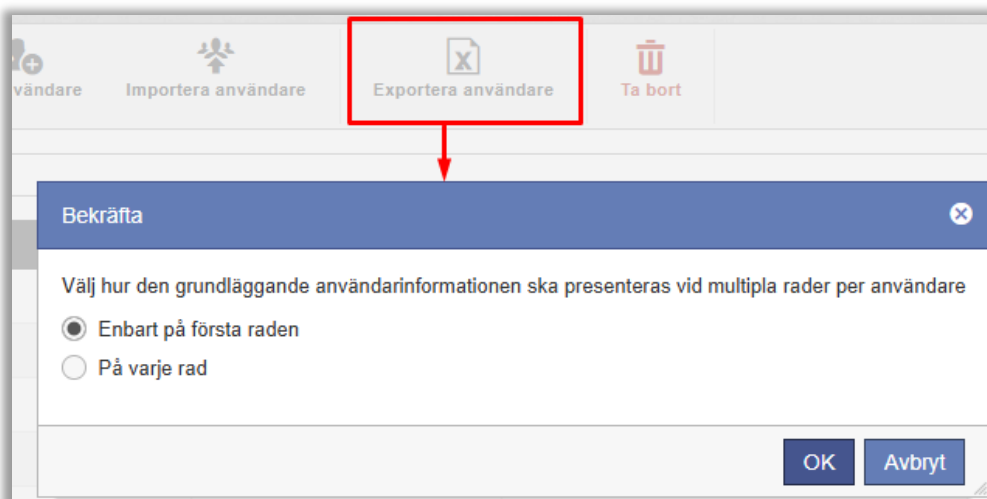 vändare
Importera användare
Exportera användare
Ta bort
Bekräfta
Välj hur den grundläggande användarinformationen ska presenteras vid multipla rader per användare
Enbart på första raden
På varje rad
OK
Avbryt